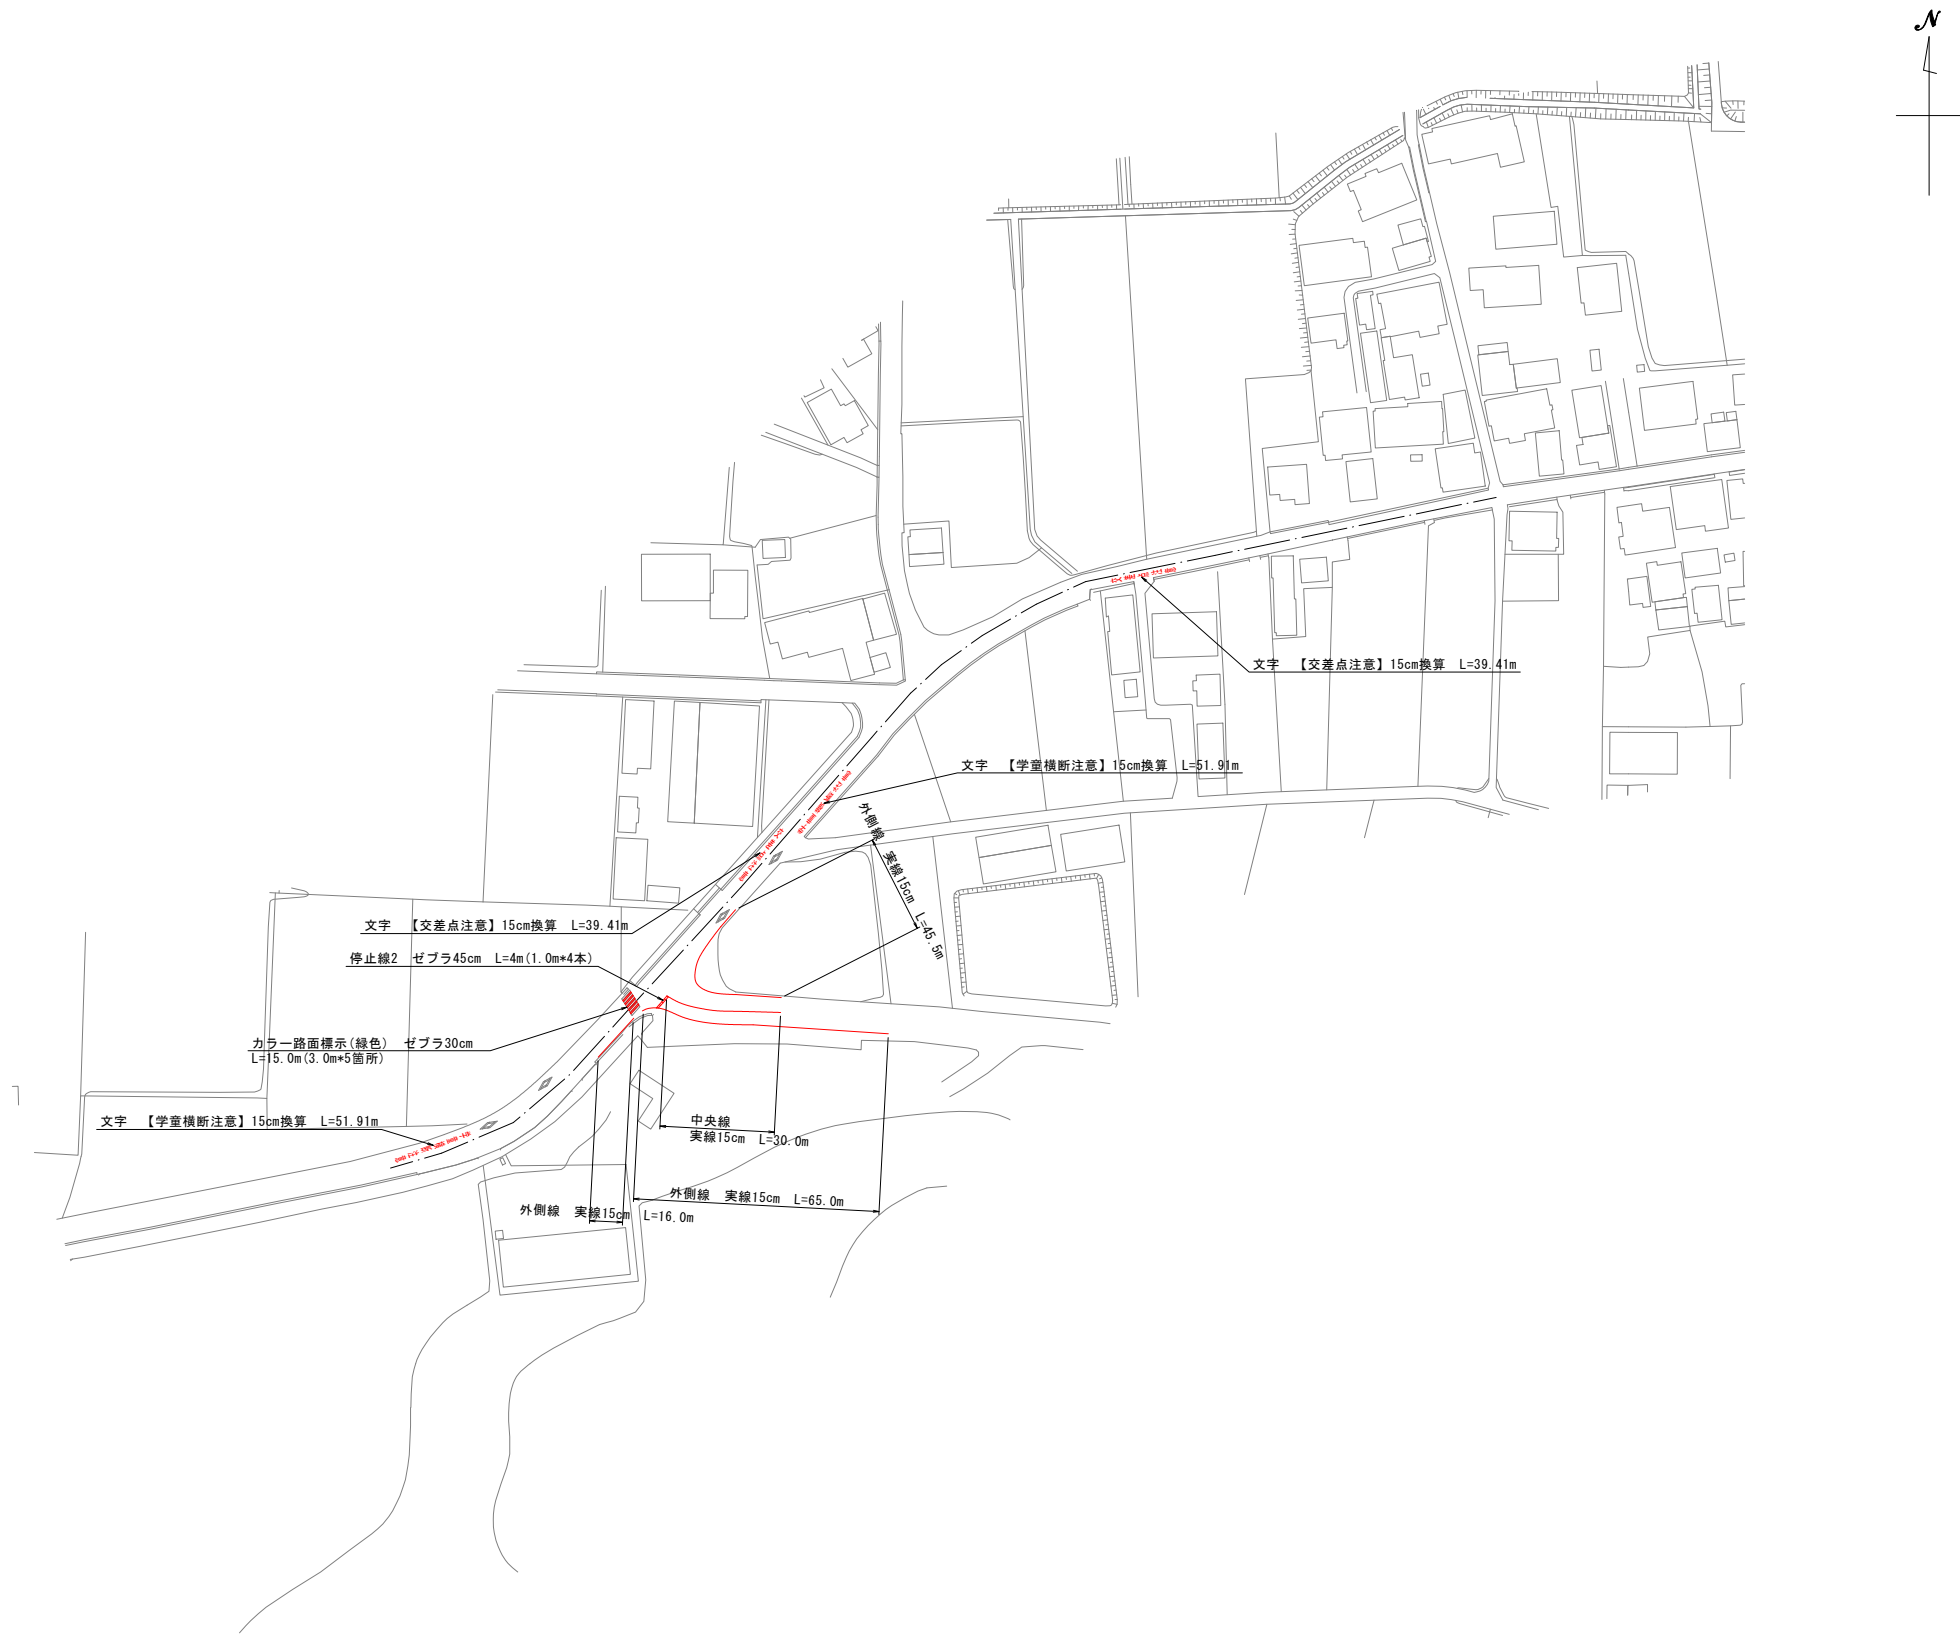 N
文字　【交差点注意】15cm換算　L=39.41m
文字　【学童横断注意】15cm換算　L=51.91m
外側線　実線15cm　L=45.5m
文字　【交差点注意】15cm換算　L=39.41m
停止線2　ゼブラ45cm　L=4m(1.0m*4本)
カラー路面標示(緑色)　ゼブラ30cm
L=15.0m(3.0m*5箇所)
文字　【学童横断注意】15cm換算　L=51.91m
中央線
実線15cm　L=30.0m
外側線　実線15cm　L=65.0m
外側線　実線15cm　L=16.0m